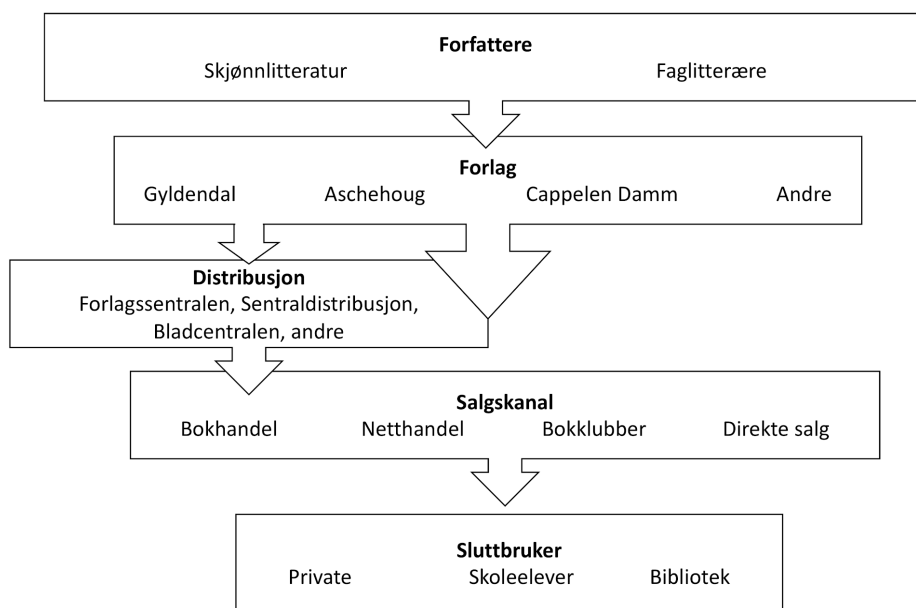 Forfattere
Skjønnlitteratur Faglitterære
Forlag
Gyldendal Aschehoug Cappelen Damm Andre
Distribusjon
Forlagssentralen, Sentraldistribusjon,
Bladcentralen, andre
Salgskanal
Bokhandel Netthandel Bokklubber Direkte salg
Sluttbruker
Private Skoleelever Bibliotek